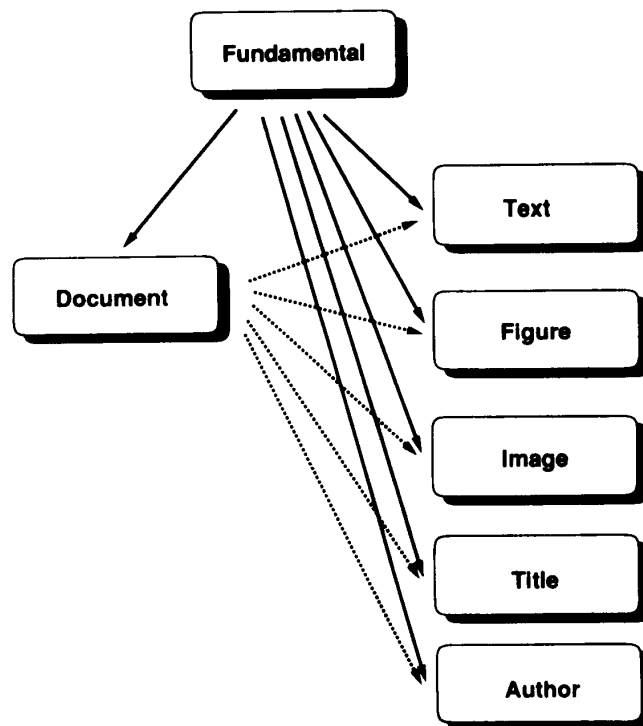 Fundamental
Text
Document
Figure
Image
Title
Author